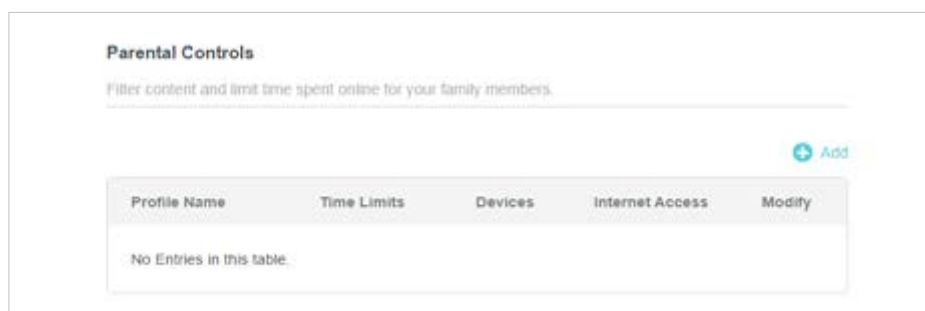 Parental Controls
Filter content and limit time spent online for your family members.
Add
Profile Name Time Limits Devices Internet Access Modify
No Entries in this table.